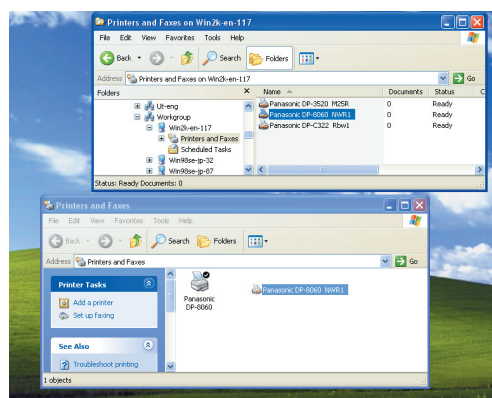 Printers and Faxes on Win2k-en-117
File Edit View Favorites Tools Help
Back Search Folders
Address Printers and Faxes on Win2k-en-117 Go
Folders × Name Documents Status C
Ut-eng
Workgroup
Win2k-en-117
Printers and Faxes
Scheduled Tasks
Win98se-jp-32
Win98se-jp-87
Panasonic DP-3520 M25R 0 Ready
Panasonic DP-8060 NWR1 0 Ready
Panasonic DP-C322 Rbw1 0 Ready
Status: Ready Documents: 0
Printers and Faxes
File Edit View Favorites Tools Help
Back Search Folders
Address Printers and Faxes Go
Printer Tasks
Add a printer
Set up faxing
See Also
Troubleshoot printing
Panasonic
DP-8060
Panasonic DP-8060 NWR1
1 objects